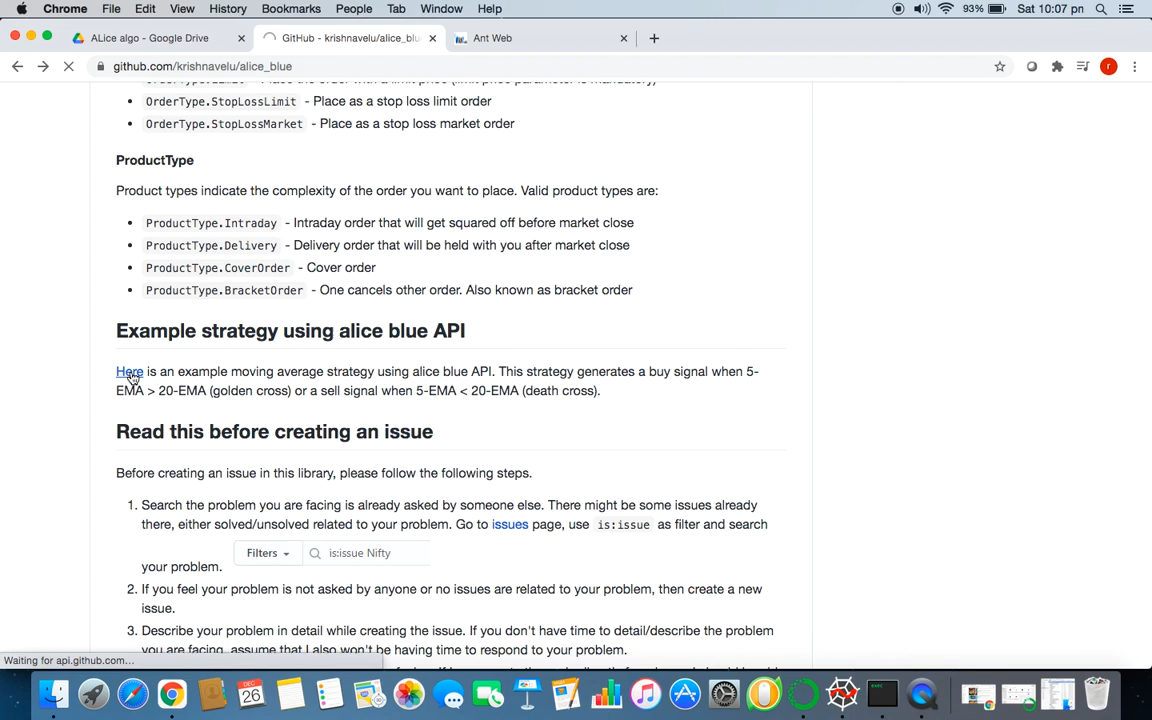 Chrome File Edit View History Bookmarks People Tab Window Help 93% Sat 10:07 pn
ALice algo - Google Drive GitHub - krishnavelu/alice_blu Ant Web
github.com/krishnavelu/alice_blue r
OrderType.StopLossLimit - Place as a stop loss limit order
OrderType.StopLossMarket - Place as a stop loss market order
ProductType
Product types indicate the complexity of the order you want to place. Valid product types are:
ProductType.Intraday - Intraday order that will get squared off before market close
ProductType.Delivery - Delivery order that will be held with you after market close
ProductType.CoverOrder - Cover order
ProductType.BracketOrder - One cancels other order. Also known as bracket order
Example strategy using alice blue API
Here is an example moving average strategy using alice blue API. This strategy generates a buy signal when 5-
EMA > 20-EMA (golden cross) or a sell signal when 5-EMA < 20-EMA (death cross).
Read this before creating an issue
Before creating an issue in this library, please follow the following steps.
1. Search the problem you are facing is already asked by someone else. There might be some issues already
there, either solved/unsolved related to your problem. Go to issues page, use is:issue as filter and search
Filters is:issue Nifty
your problem.
2. If you feel your problem is not asked by anyone or no issues are related to your problem, then create a new
issue.
3. Describe your problem in detail while creating the issue. If you don't have time to detail/describe the problem
you are facing, assume that I also won't be having time to respond to your problem.
Waiting for api.github.com...
DEC
26
exec